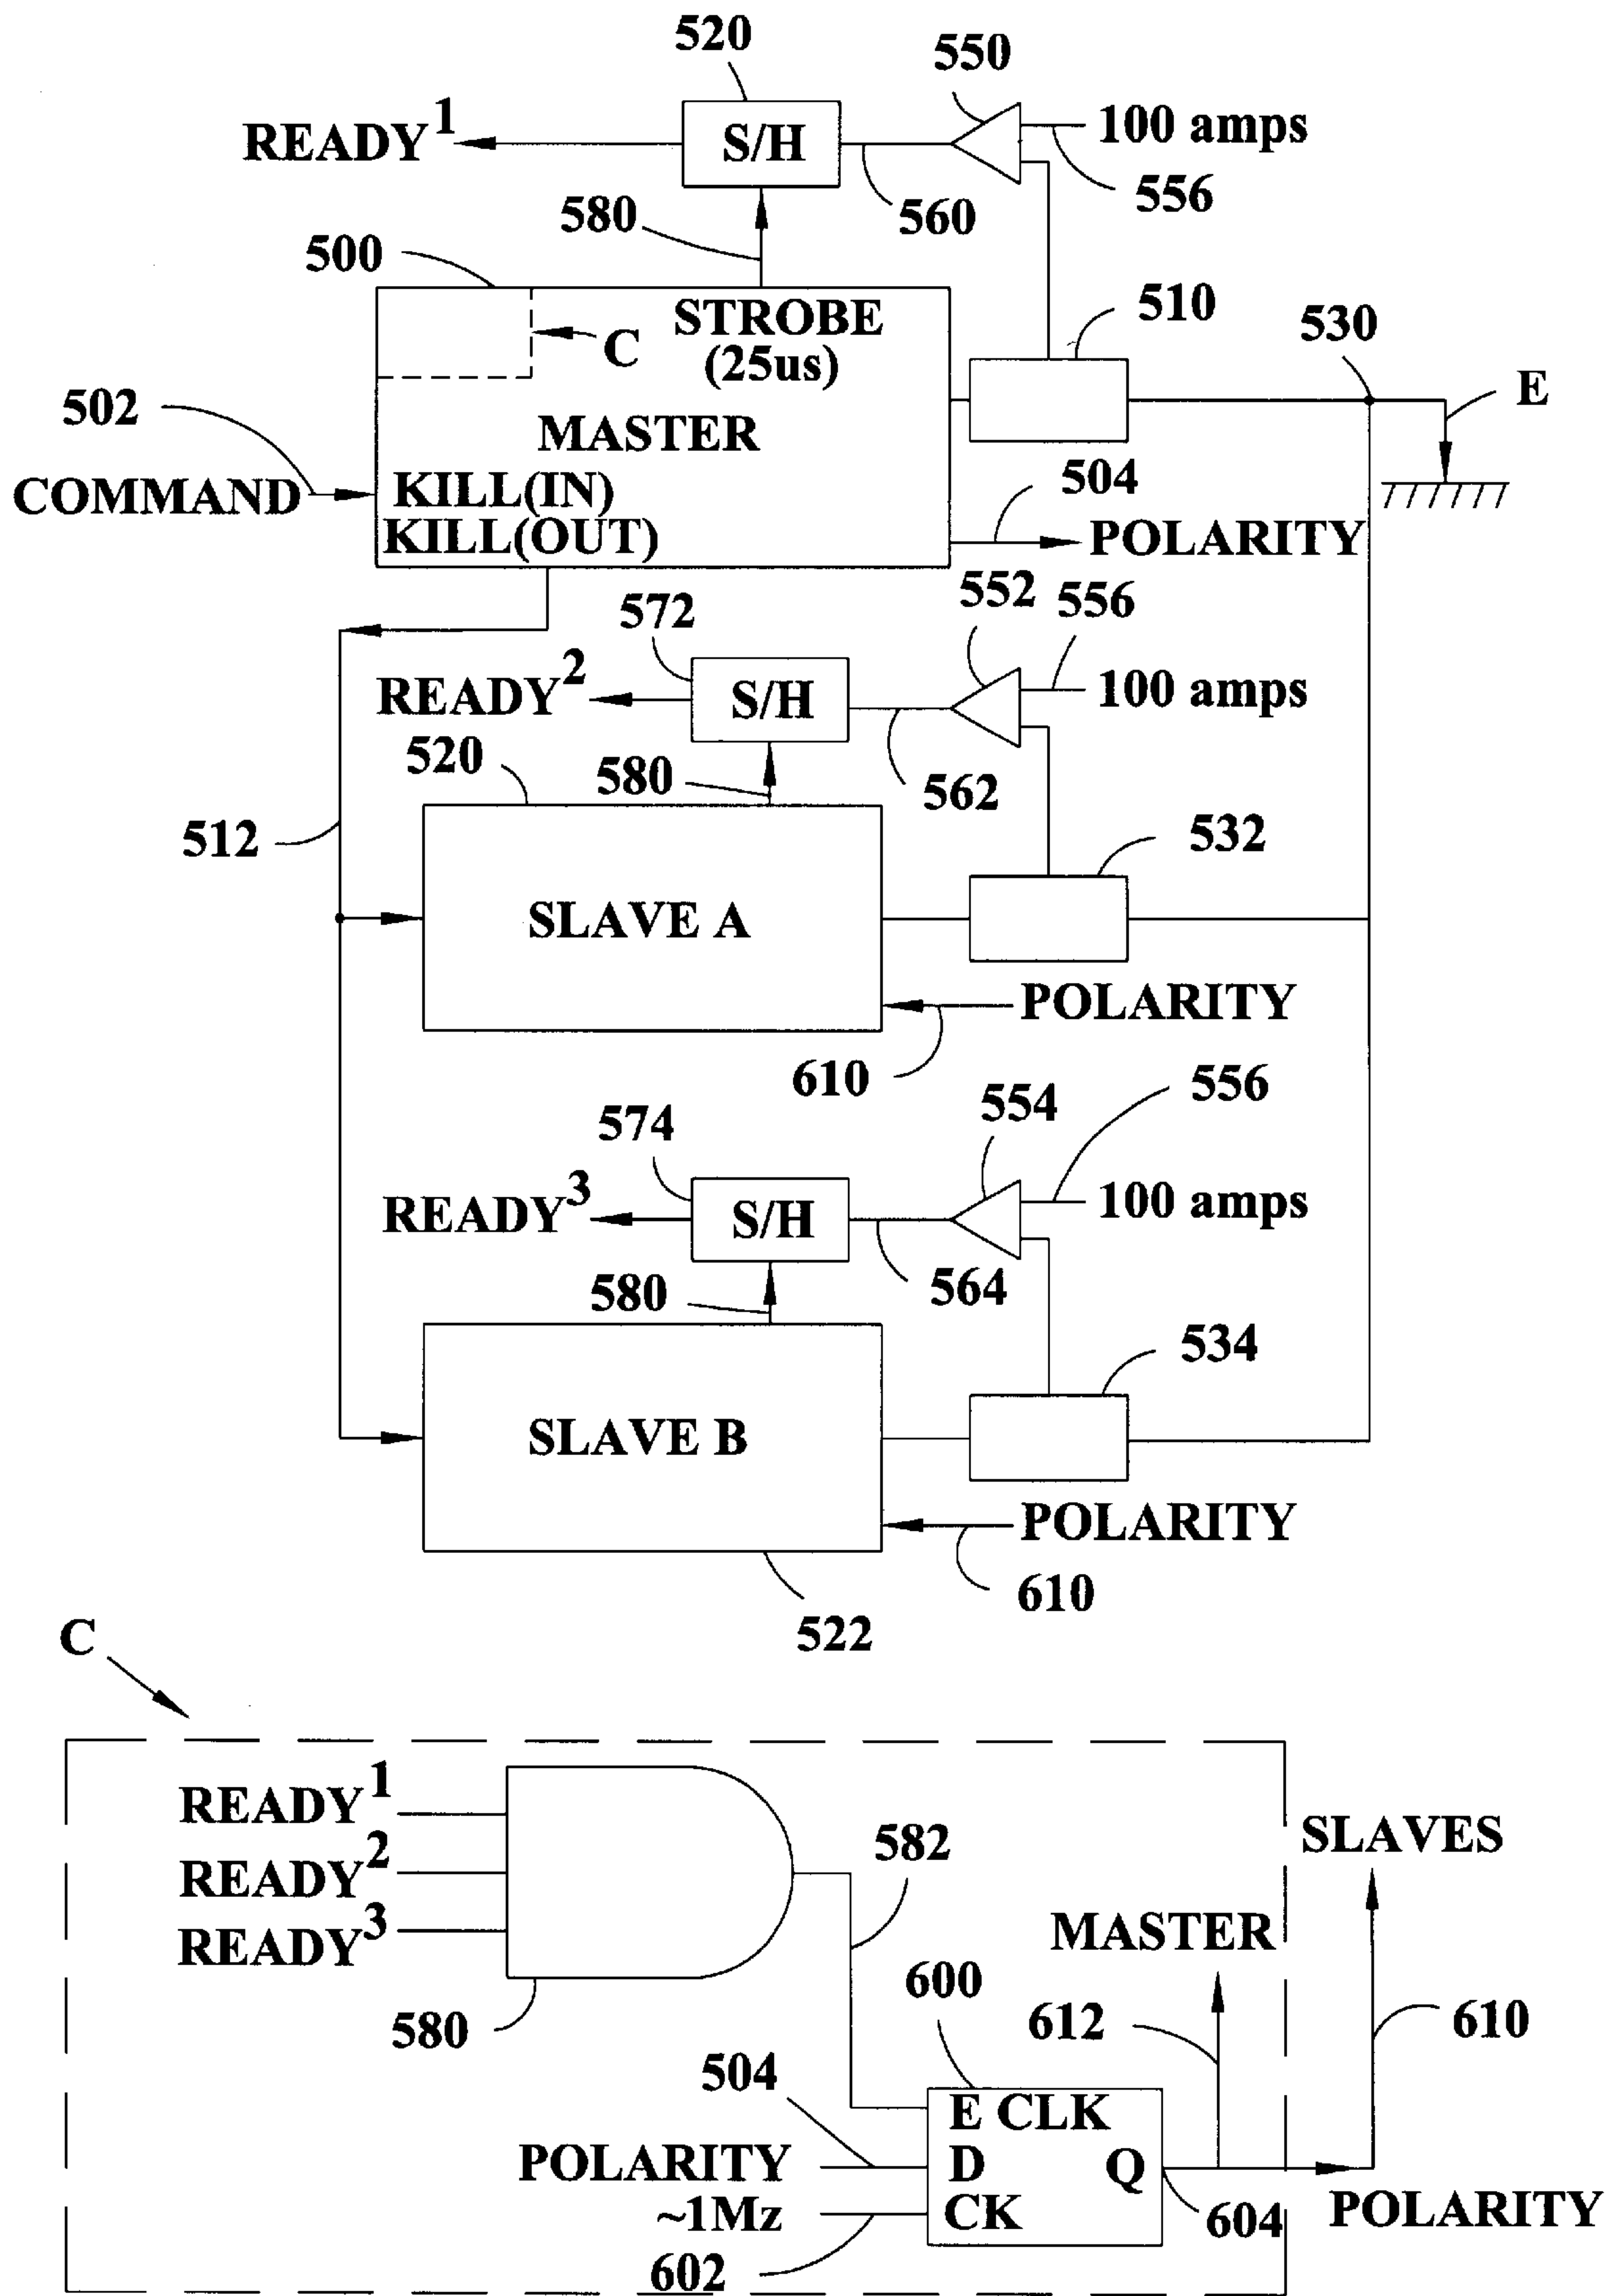 520
550
READY1
S/H
100 amps
556
560
580
500
STROBE
(25us)
C
510
530
E
502
MASTER
COMMAND
KILL(IN)
KILL(OUT)
504
POLARITY
572
552
556
READY2
S/H
100 amps
520
580
562
512
532
SLAVE A
POLARITY
610
574
554
556
READY3
S/H
100 amps
580
564
534
SLAVE B
POLARITY
610
522
C
READY1
READY2
READY3
582
SLAVES
MASTER
580
600
612
610
504
E CLK
POLARITY
D
Q
~1Mz
CK
604
POLARITY
602